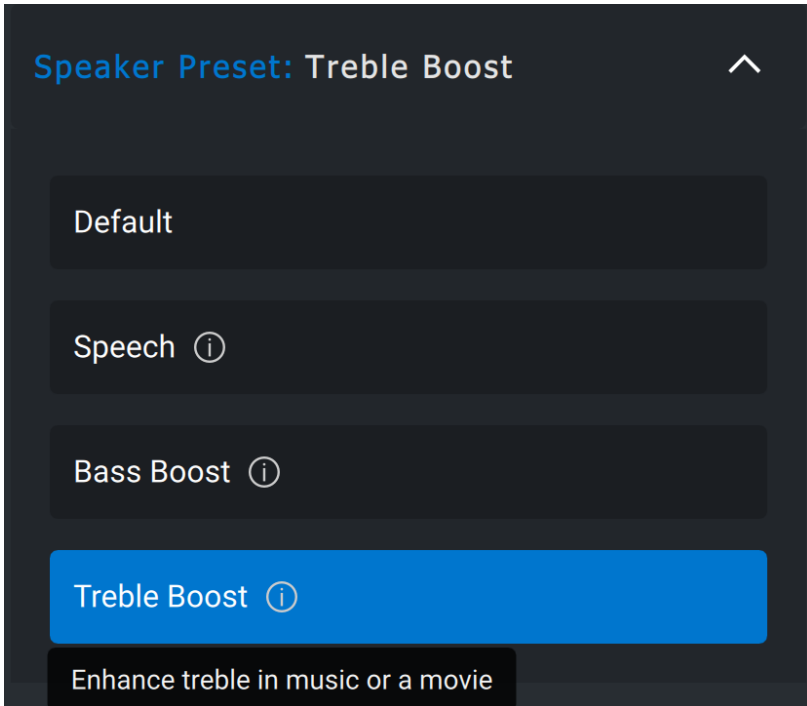 Speaker Preset: Treble Boost
Default
Speech
Bass Boost
Treble Boost
Enhance treble in music or a movie